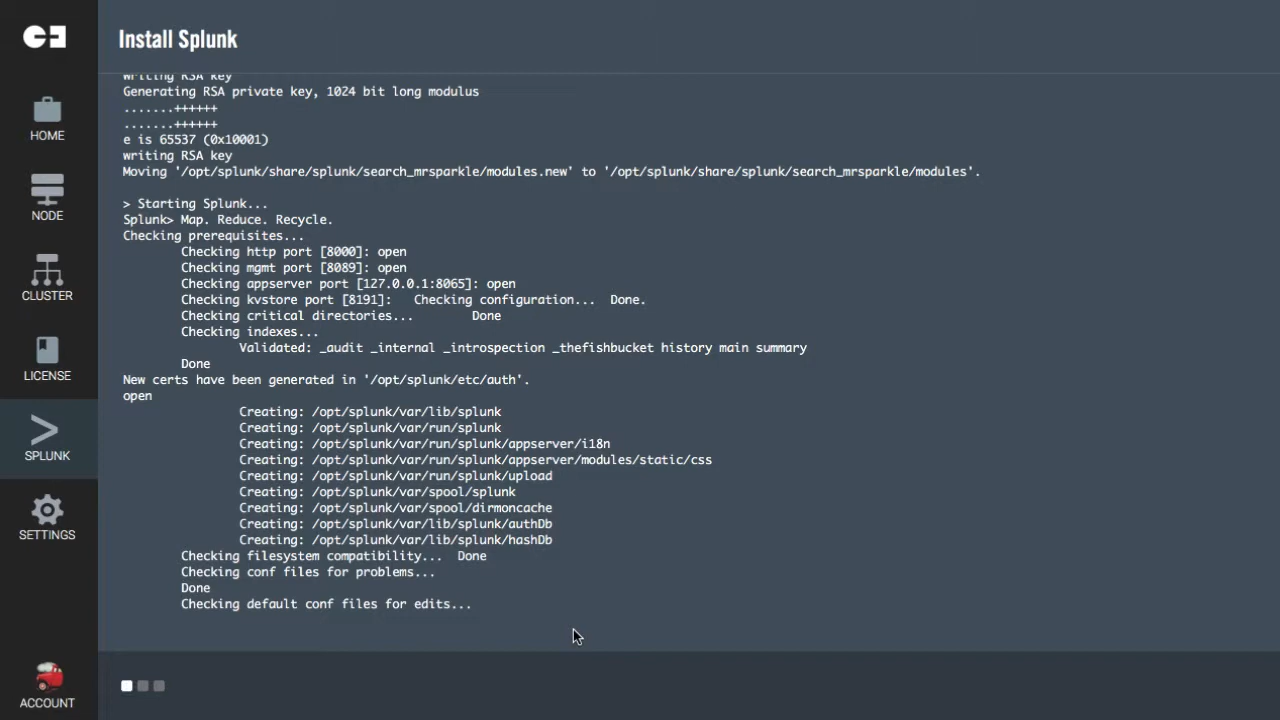 Install Splunk
HOME
NODE
CLUSTER
LICENSE
SPLUNK
SETTINGS
ACCOUNT
writing RSA key
Generating RSA private key, 1024 bit long modulus
.......++++++
.......++++++
e is 65537 (0x10001)
writing RSA key
Moving '/opt/splunk/share/splunk/search_mrsparkle/modules.new' to '/opt/splunk/share/splunk/search_mrsparkle/modules'.
> Starting Splunk...
Splunk> Map. Reduce. Recycle.
Checking prerequisites...
Checking http port [8000]: open
Checking mgmt port [8089]: open
Checking appserver port [127.0.0.1:8065]: open
Checking kvstore port [8191]: Checking configuration... Done.
Checking critical directories... Done
Checking indexes...
Validated: _audit _internal _introspection _thefishbucket history main summary
Done
New certs have been generated in '/opt/splunk/etc/auth'.
open
Creating: /opt/splunk/var/lib/splunk
Creating: /opt/splunk/var/run/splunk
Creating: /opt/splunk/var/run/splunk/appserver/i18n
Creating: /opt/splunk/var/run/splunk/appserver/modules/static/css
Creating: /opt/splunk/var/run/splunk/upload
Creating: /opt/splunk/var/spool/splunk
Creating: /opt/splunk/var/spool/dirmoncache
Creating: /opt/splunk/var/lib/splunk/authDb
Creating: /opt/splunk/var/lib/splunk/hashDb
Checking filesystem compatibility... Done
Checking conf files for problems...
Done
Checking default conf files for edits...